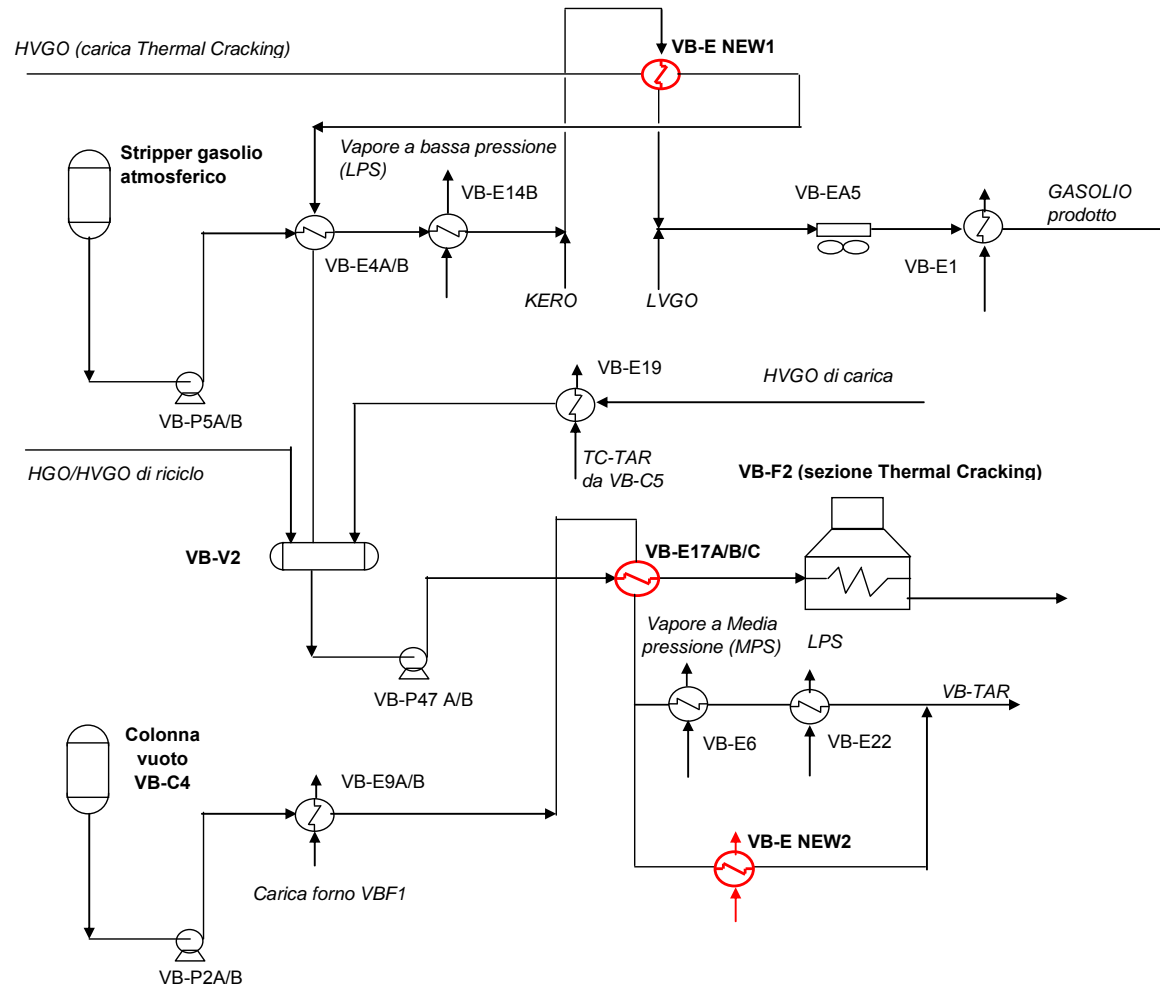 HVGO (carica Thermal Cracking)
VB-E NEW1
Stripper gasolio
atmosferico
Vapore a bassa pressione
(LPS)
VB-E14B
VB-EA5
GASOLIO
prodotto
VB-E4A/B
VB-E1
KERO
LVGO
VB-P5A/B
VB-E19
HVGO di carica
HGO/HVGO di riciclo
TC-TAR
da VB-C5
VB-F2 (sezione Thermal Cracking)
VB-V2
VB-E17A/B/C
Vapore a Media
pressione (MPS)
LPS
VB-P47 A/B
VB-TAR
VB-E6
VB-E22
Colonna
vuoto
VB-C4
VB-E9A/B
VB-E NEW2
Carica forno VBF1
VB-P2A/B